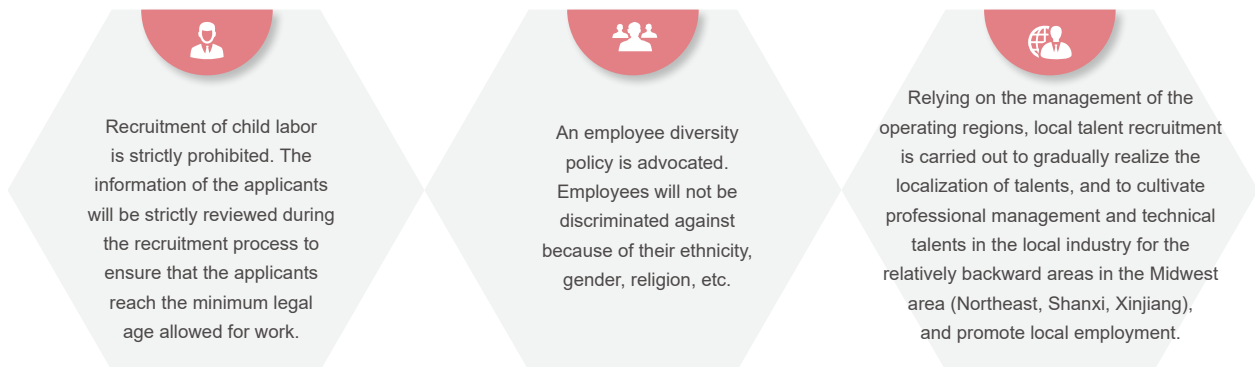 Recruitment of child labor
is strictly prohibited. The
information of the applicants
will be strictly reviewed during
the recruitment process to
ensure that the applicants
reach the minimum legal
age allowed for work.
An employee diversity
policy is advocated.
Employees will not be
discriminated against
because of their ethnicity,
gender, religion, etc.
Relying on the management of the
operating regions, local talent recruitment
is carried out to gradually realize the
localization of talents, and to cultivate
professional management and technical
talents in the local industry for the
relatively backward areas in the Midwest
area (Northeast, Shanxi, Xinjiang),
and promote local employment.